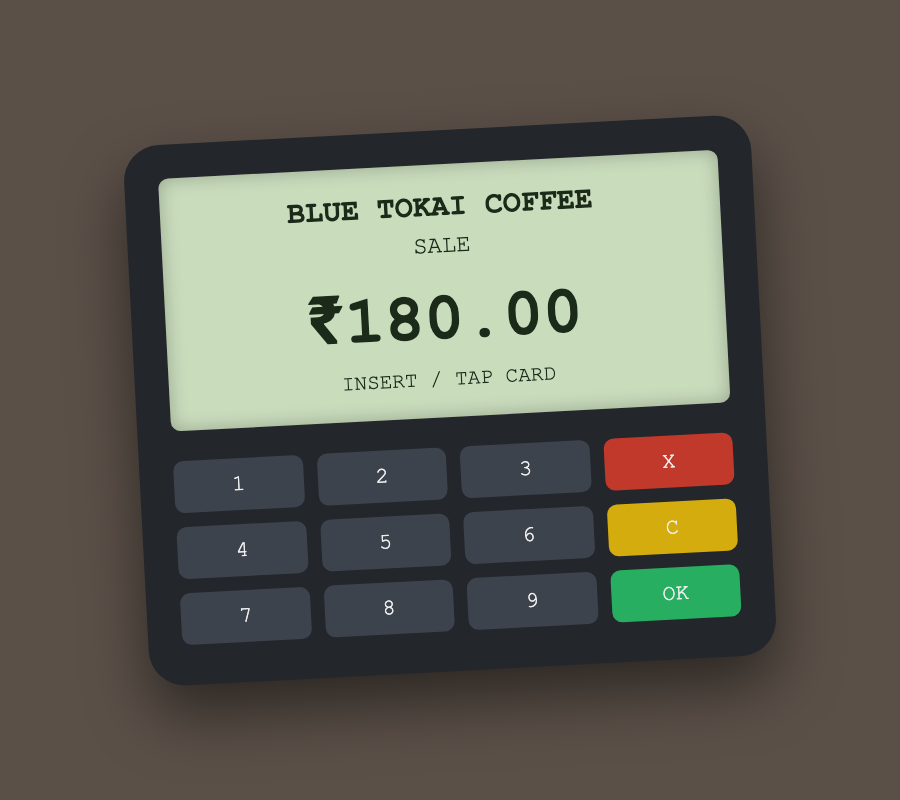 BLUE TOKAI COFFEE
SALE
₹180.00
INSERT / TAP CARD
1 2 3 X
4 5 6 C
7 8 9 OK